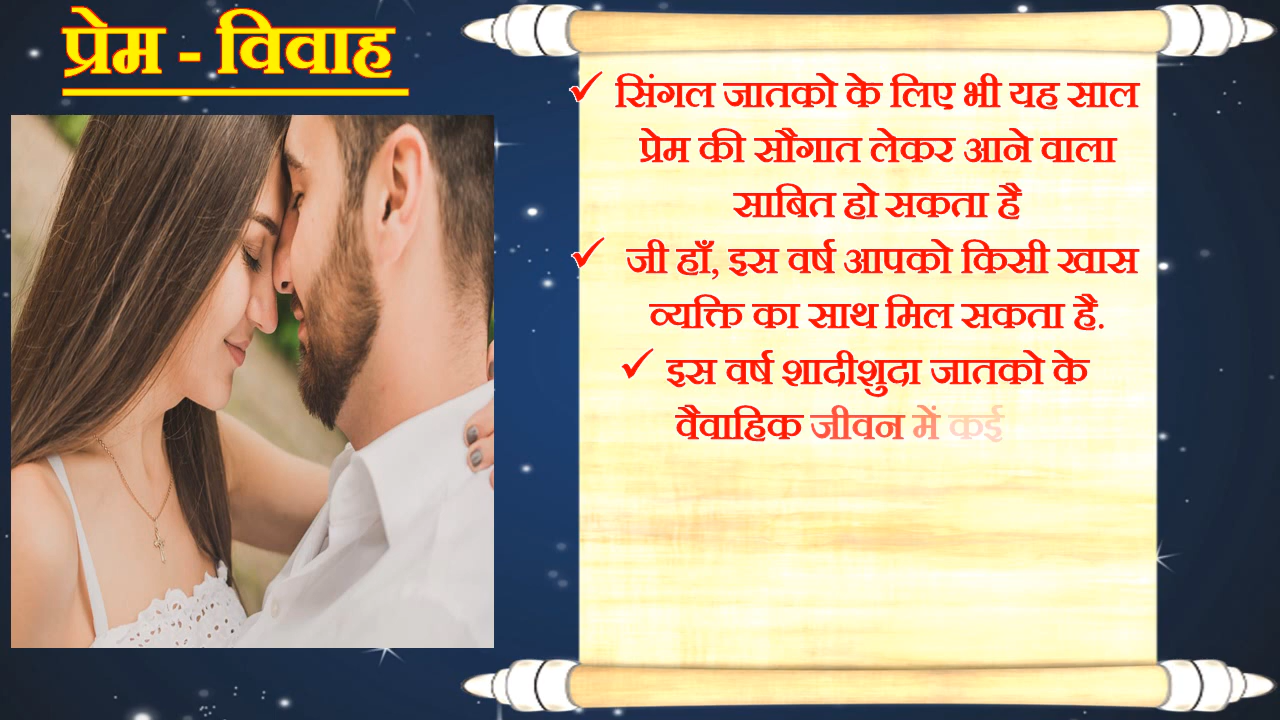 प्रेम - विवाह
✓ सिंगल जातको के लिए भी यह साल
प्रेम की सौगात लेकर आने वाला
साबित हो सकता है
✓ जी हाँ, इस वर्ष आपको किसी खास
व्यक्ति का साथ मिल सकता है.
✓ इस वर्ष शादीशुदा जातको के
वैवाहिक जीवन में कई